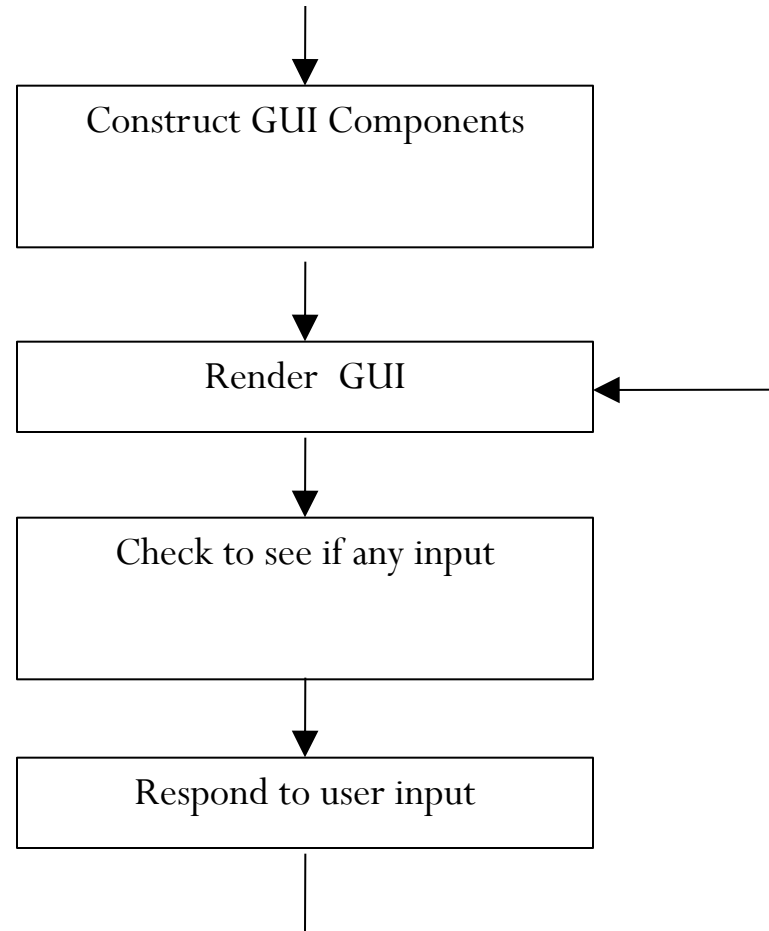 Construct GUI Components
Render GUI
Check to see if any input
Respond to user input